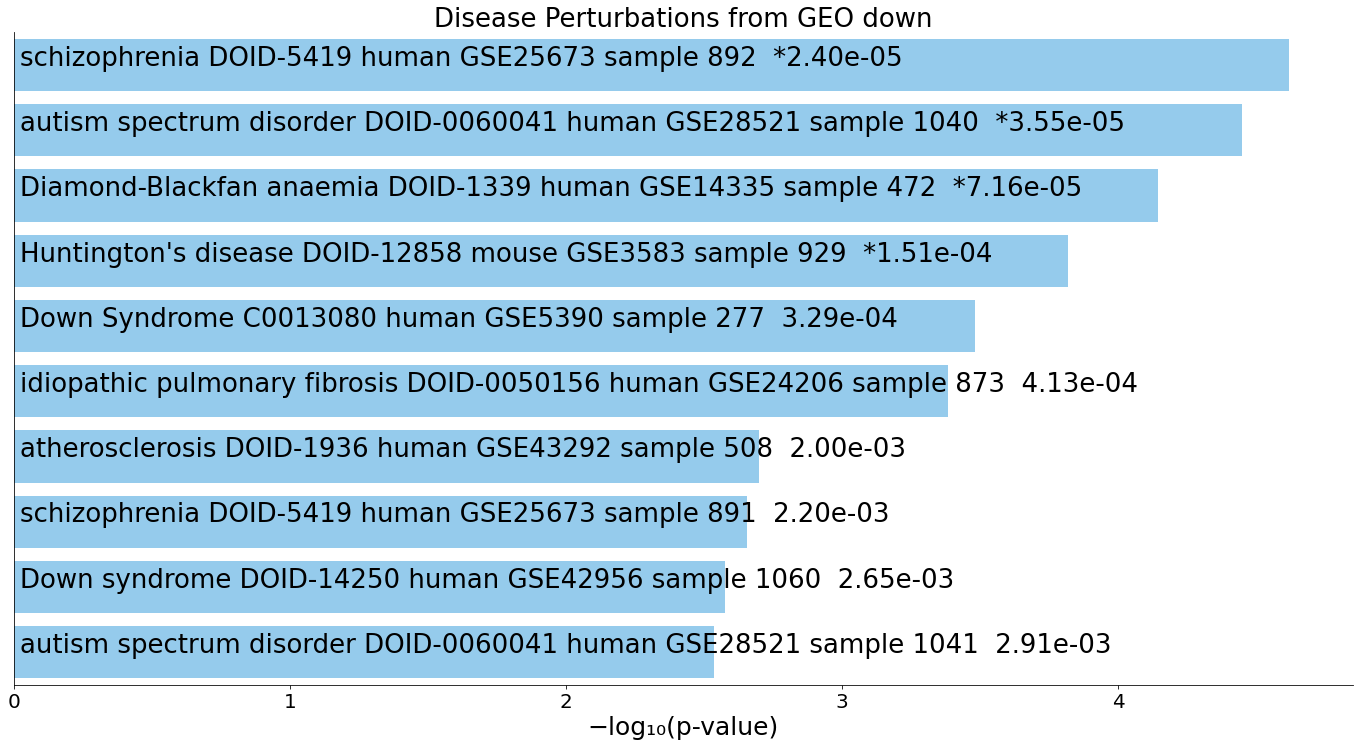 Disease Perturbations from GEO down
schizophrenia DOID-5419 human GSE25673 sample 892  *2.40e-05
autism spectrum disorder DOID-0060041 human GSE28521 sample 1040  *3.55e-05
Diamond-Blackfan anaemia DOID-1339 human GSE14335 sample 472  *7.16e-05
Huntington's disease DOID-12858 mouse GSE3583 sample 929  *1.51e-04
Down Syndrome C0013080 human GSE5390 sample 277  3.29e-04
idiopathic pulmonary fibrosis DOID-0050156 human GSE24206 sample 873  4.13e-04
atherosclerosis DOID-1936 human GSE43292 sample 508  2.00e-03
schizophrenia DOID-5419 human GSE25673 sample 891  2.20e-03
Down syndrome DOID-14250 human GSE42956 sample 1060  2.65e-03
autism spectrum disorder DOID-0060041 human GSE28521 sample 1041  2.91e-03
0 1 2 3 4
−log₁₀(p-value)